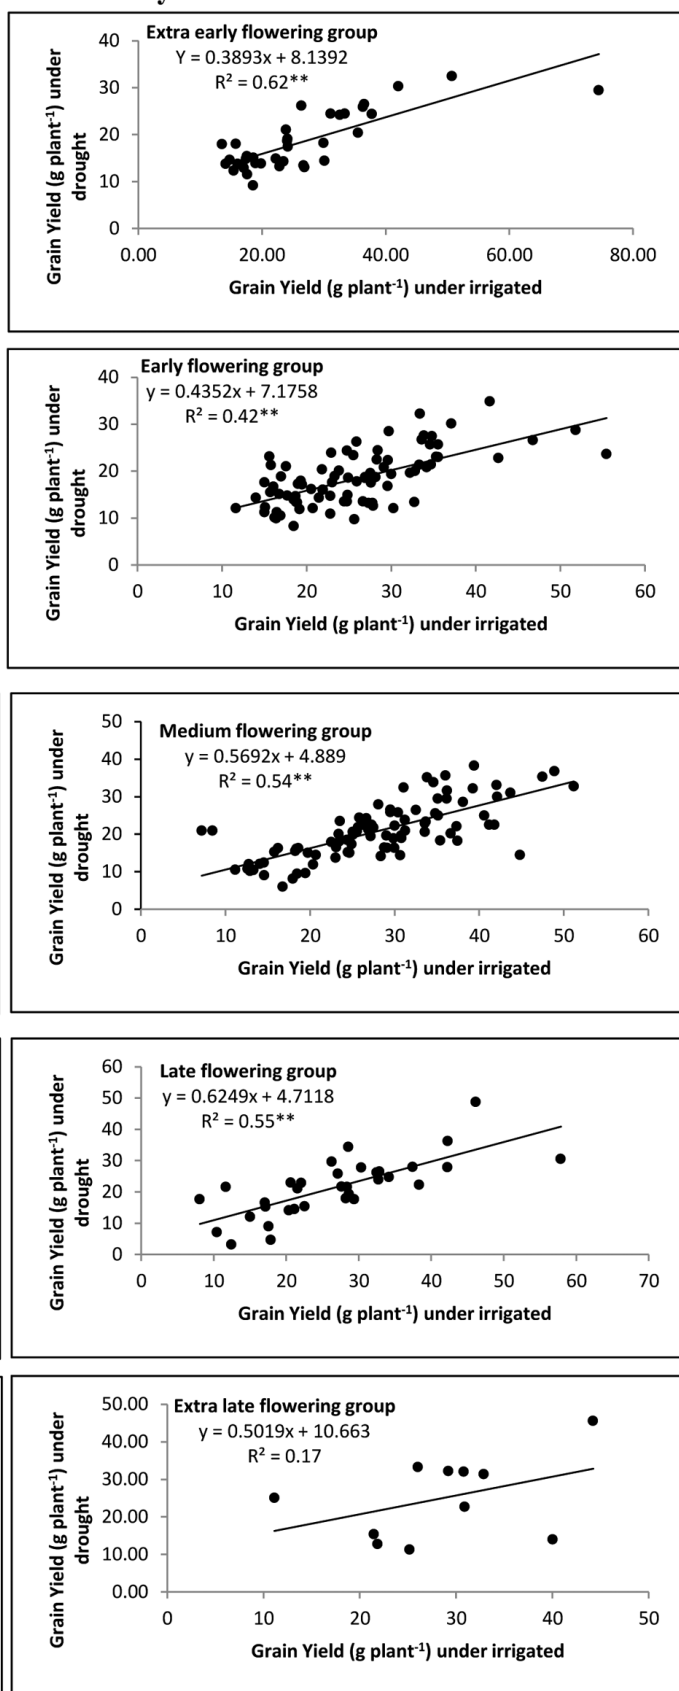 Extra early flowering group
Y = 0.3893x + 8.1392
R² = 0.62**
Grain Yield (g plant⁻¹) under
drought
40
30
20
10
0
0.00 20.00 40.00 60.00 80.00
Grain Yield (g plant⁻¹) under irrigated
Early flowering group
y = 0.4352x + 7.1758
R² = 0.42**
Grain Yield (g plant⁻¹) under
drought
40
30
20
10
0
0 10 20 30 40 50 60
Grain Yield (g plant⁻¹) under irrigated
Medium flowering group
y = 0.5692x + 4.889
R² = 0.54**
Grain Yield (g plant⁻¹) under
drought
50
40
30
20
10
0
0 10 20 30 40 50 60
Grain Yield (g plant⁻¹) under irrigated
Late flowering group
y = 0.6249x + 4.7118
R² = 0.55**
Grain Yield (g plant⁻¹) under
drought
60
50
40
30
20
10
0
0 10 20 30 40 50 60 70
Grain Yield (g plant⁻¹) under irrigated
Extra late flowering group
y = 0.5019x + 10.663
R² = 0.17
Grain Yield (g plant⁻¹) under
drought
50.00
40.00
30.00
20.00
10.00
0.00
0 10 20 30 40 50
Grain Yield (g plant⁻¹) under irrigated